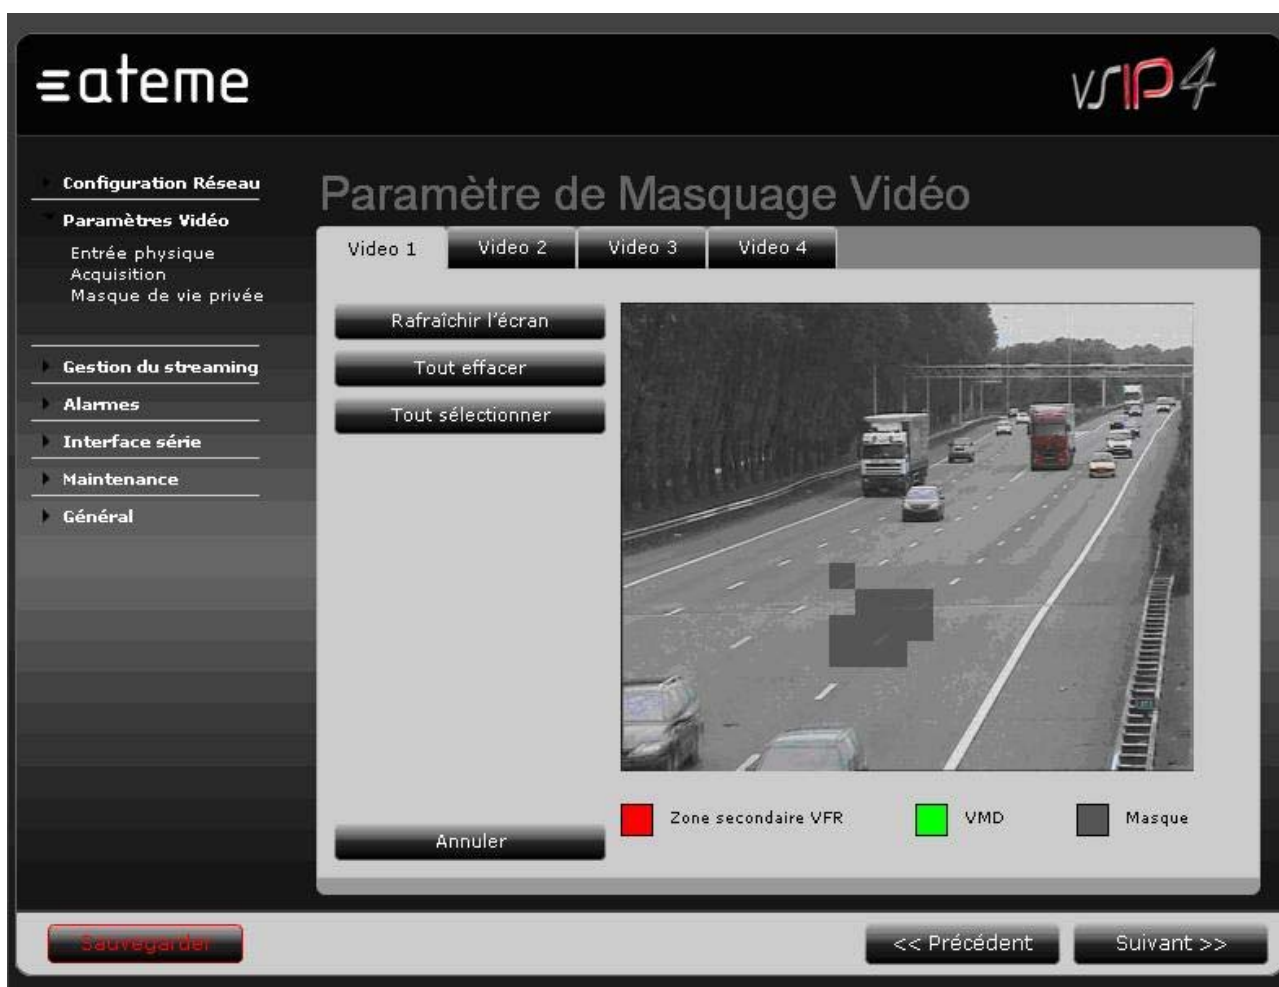 ateme
vsIP4
Configuration Réseau
Paramètres Vidéo
Entrée physique
Acquisition
Masque de vie privée
Gestion du streaming
Alarmes
Interface série
Maintenance
Général
Paramètre de Masquage Vidéo
Video 1
Video 2
Video 3
Video 4
Rafraîchir l'écran
Tout effacer
Tout sélectionner
Annuler
Zone secondaire VFR
VMD
Masque
Sauvegarder
<< Précédent
Suivant >>